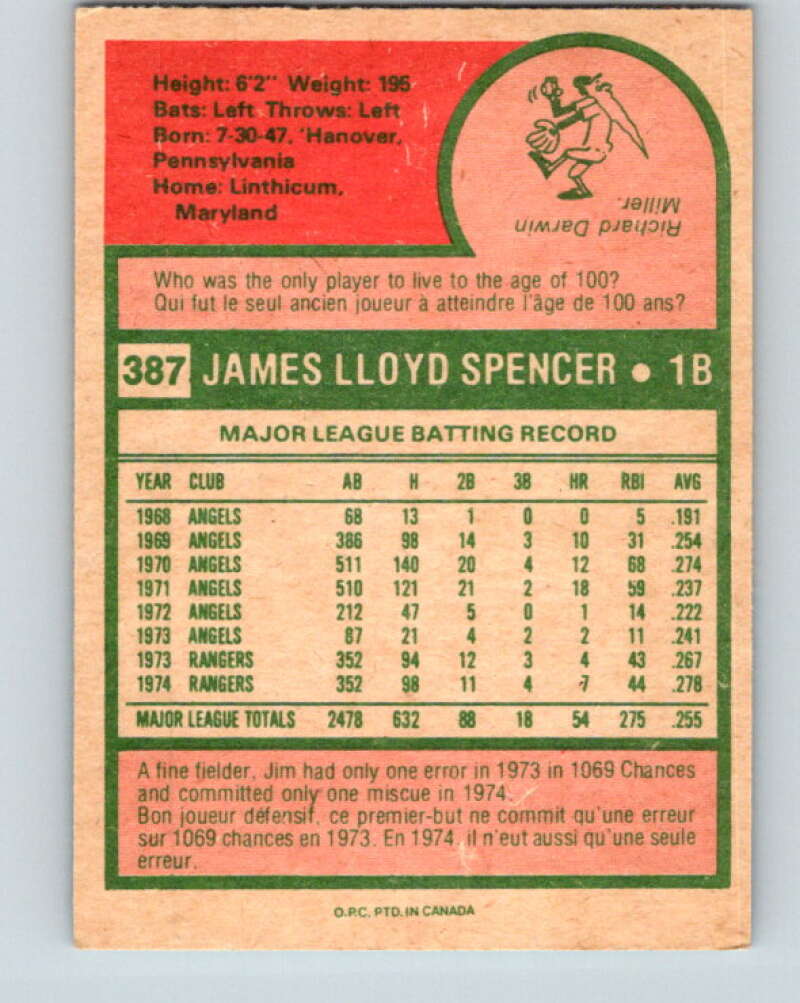 Height: 6'2" Weight: 195
Bats: Left Throws: Left
Born: 7-30-47, 'Hanover,
Pennsylvania
Home: Linthicum,
Maryland
Richard Darwin
Miller.
Who was the only player to live to the age of 100?
Qui fut le seul ancien joueur à atteindre l'âge de 100 ans?
387 JAMES LLOYD SPENCER • 1B
MAJOR LEAGUE BATTING RECORD
YEAR CLUB AB H 2B 3B HR RBI AVG
1968 ANGELS 68 13 1 0 0 5 .191
1969 ANGELS 386 98 14 3 10 31 .254
1970 ANGELS 511 140 20 4 12 68 .274
1971 ANGELS 510 121 21 2 18 59 .237
1972 ANGELS 212 47 5 0 1 14 .222
1973 ANGELS 87 21 4 2 2 11 .241
1973 RANGERS 352 94 12 3 4 43 .267
1974 RANGERS 352 98 11 4 7 44 .278
MAJOR LEAGUE TOTALS 2478 632 88 18 54 275 .255
A fine fielder, Jim had only one error in 1973 in 1069 Chances
and committed only one miscue in 1974.
Bon joueur défensif, ce premier-but ne commit qu'une erreur
sur 1069 chances en 1973. En 1974, il n'eut aussi qu'une seule
erreur.
O.P.C. PTD. IN CANADA